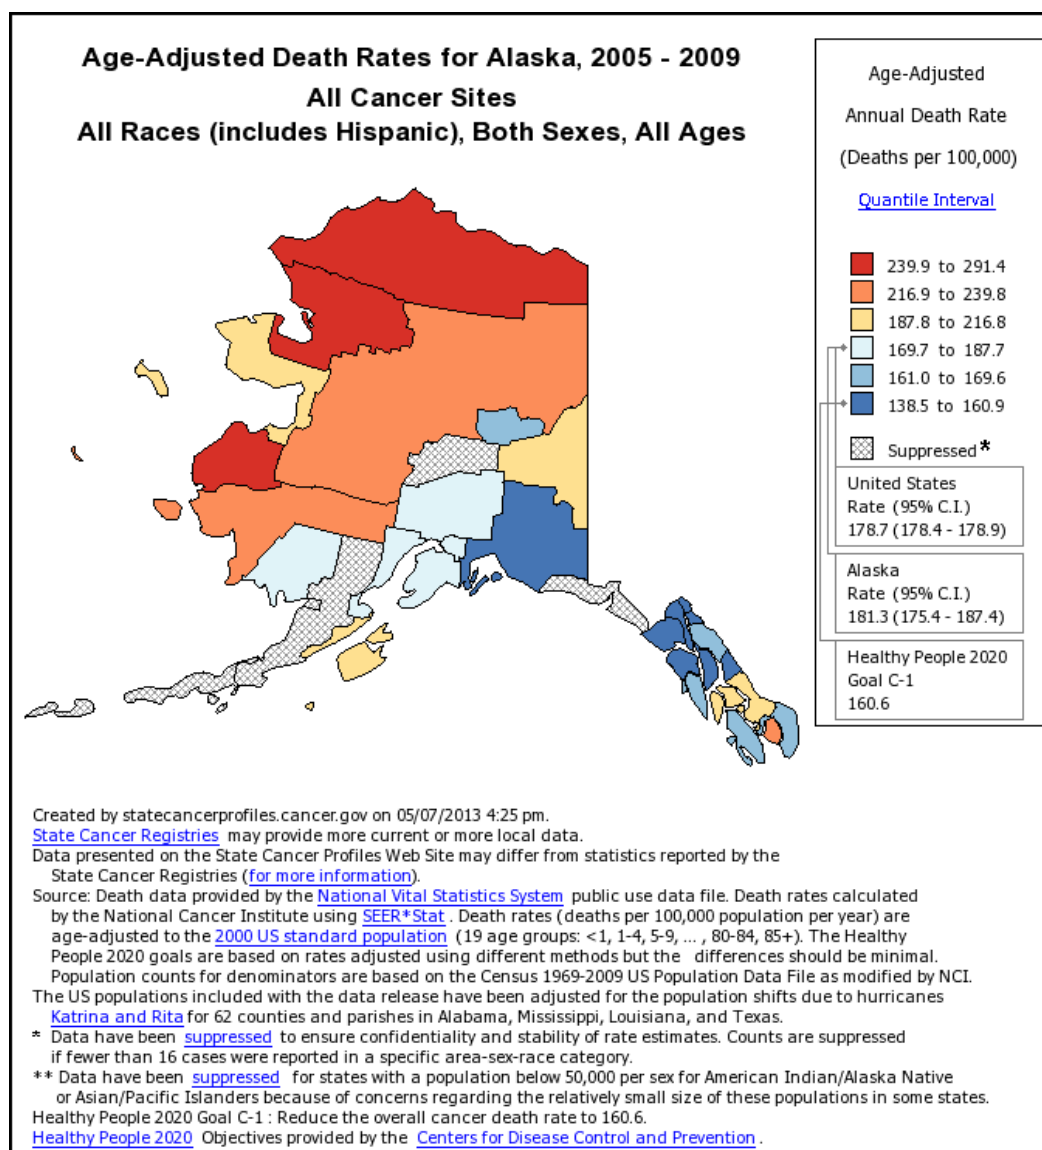 Age-Adjusted Death Rates for Alaska, 2005 - 2009
All Cancer Sites
All Races (includes Hispanic), Both Sexes, All Ages
Age-Adjusted
Annual Death Rate
(Deaths per 100,000)
Quantile Interval
239.9 to 291.4
216.9 to 239.8
187.8 to 216.8
169.7 to 187.7
161.0 to 169.6
138.5 to 160.9
Suppressed *
United States
Rate (95% C.I.)
178.7 (178.4 - 178.9)
Alaska
Rate (95% C.I.)
181.3 (175.4 - 187.4)
Healthy People 2020
Goal C-1
160.6
Created by statecancerprofiles.cancer.gov on 05/07/2013 4:25 pm.
State Cancer Registries may provide more current or more local data.
Data presented on the State Cancer Profiles Web Site may differ from statistics reported by the
State Cancer Registries (for more information).
Source: Death data provided by the National Vital Statistics System public use data file. Death rates calculated
by the National Cancer Institute using SEER*Stat . Death rates (deaths per 100,000 population per year) are
age-adjusted to the 2000 US standard population (19 age groups: <1, 1-4, 5-9, ... , 80-84, 85+). The Healthy
People 2020 goals are based on rates adjusted using different methods but the differences should be minimal.
Population counts for denominators are based on the Census 1969-2009 US Population Data File as modified by NCI.
The US populations included with the data release have been adjusted for the population shifts due to hurricanes
Katrina and Rita for 62 counties and parishes in Alabama, Mississippi, Louisiana, and Texas.
* Data have been suppressed to ensure confidentiality and stability of rate estimates. Counts are suppressed
if fewer than 16 cases were reported in a specific area-sex-race category.
** Data have been suppressed for states with a population below 50,000 per sex for American Indian/Alaska Native
or Asian/Pacific Islanders because of concerns regarding the relatively small size of these populations in some states.
Healthy People 2020 Goal C-1 : Reduce the overall cancer death rate to 160.6.
Healthy People 2020 Objectives provided by the Centers for Disease Control and Prevention .